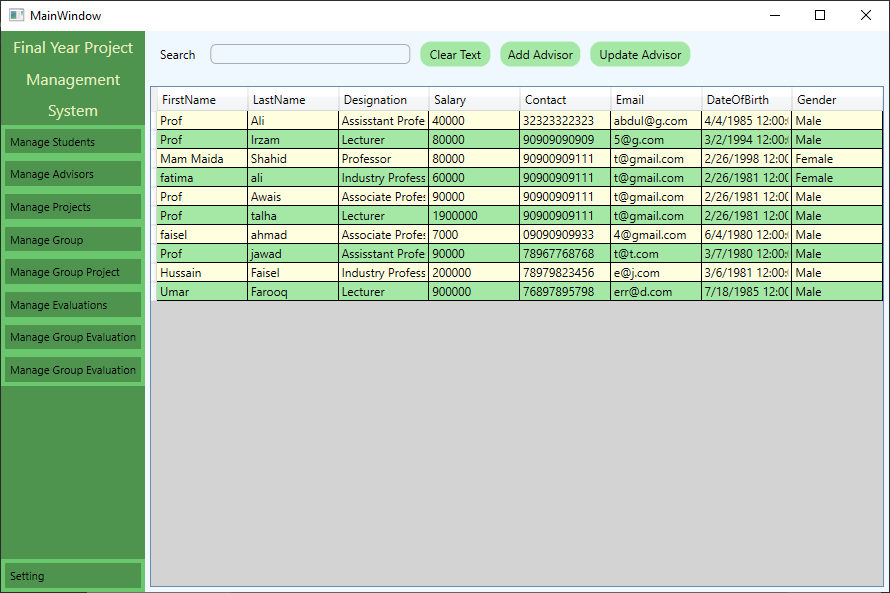 MainWindow
Final Year Project
Management
System
Manage Students
Manage Advisors
Manage Projects
Manage Group
Manage Group Project
Manage Evaluations
Manage Group Evaluation
Manage Group Evaluation
Setting
Search Clear Text Add Advisor Update Advisor
FirstName LastName Designation Salary Contact Email DateOfBirth Gender
Prof Ali Assisstant Profe 40000 32323322323 abdul@g.com 4/4/1985 12:00: Male
Prof Irzam Lecturer 80000 90909090909 5@g.com 3/2/1994 12:00: Male
Mam Maida Shahid Professor 80000 90900909111 t@gmail.com 2/26/1998 12:00 Female
fatima ali Industry Profess 60000 90900909111 t@gmail.com 2/26/1981 12:00 Female
Prof Awais Associate Profes 90000 90900909111 t@gmail.com 2/26/1981 12:00 Male
Prof talha Lecturer 1900000 90900909111 t@gmail.com 2/26/1981 12:00 Male
faisel ahmad Associate Profes 7000 09090909933 4@gmail.com 6/4/1980 12:00: Male
Prof jawad Assisstant Profe 90000 78967768768 t@t.com 3/7/1980 12:00: Male
Hussain Faisel Industry Profess 200000 78979823456 e@j.com 3/6/1981 12:00: Male
Umar Farooq Lecturer 900000 76897895798 err@d.com 7/18/1985 12:00 Male